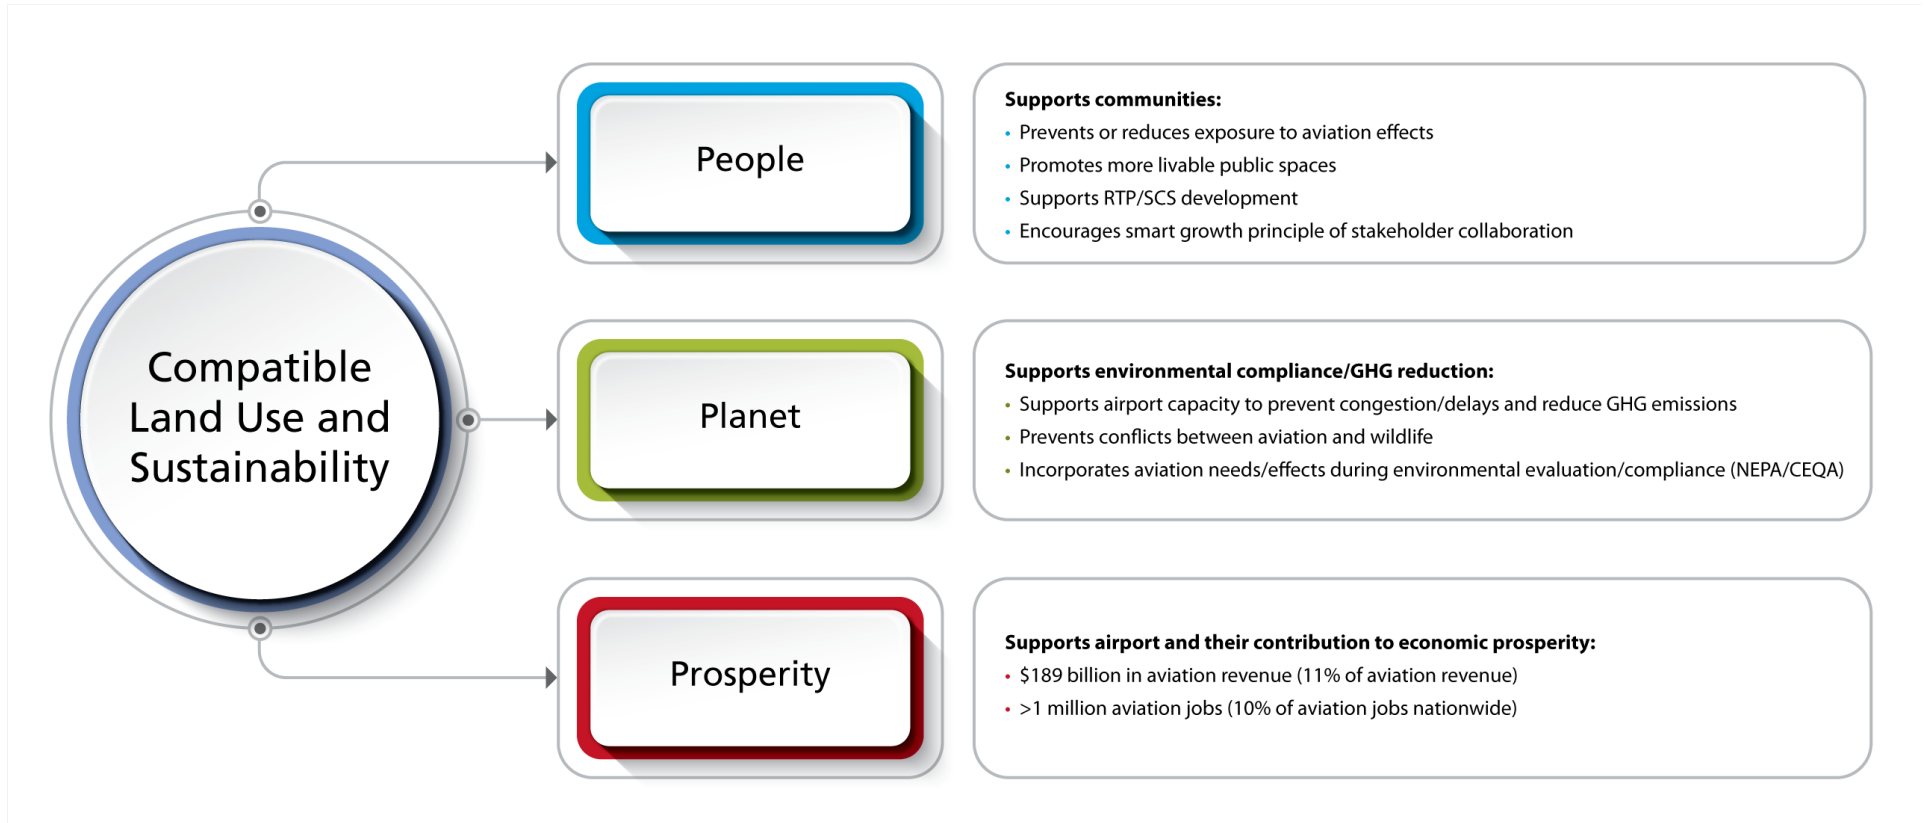 Compatible
Land Use and
Sustainability
People
Supports communities:
• Prevents or reduces exposure to aviation effects
• Promotes more livable public spaces
• Supports RTP/SCS development
• Encourages smart growth principle of stakeholder collaboration
Planet
Supports environmental compliance/GHG reduction:
• Supports airport capacity to prevent congestion/delays and reduce GHG emissions
• Prevents conflicts between aviation and wildlife
• Incorporates aviation needs/effects during environmental evaluation/compliance (NEPA/CEQA)
Prosperity
Supports airport and their contribution to economic prosperity:
• $189 billion in aviation revenue (11% of aviation revenue)
• >1 million aviation jobs (10% of aviation jobs nationwide)